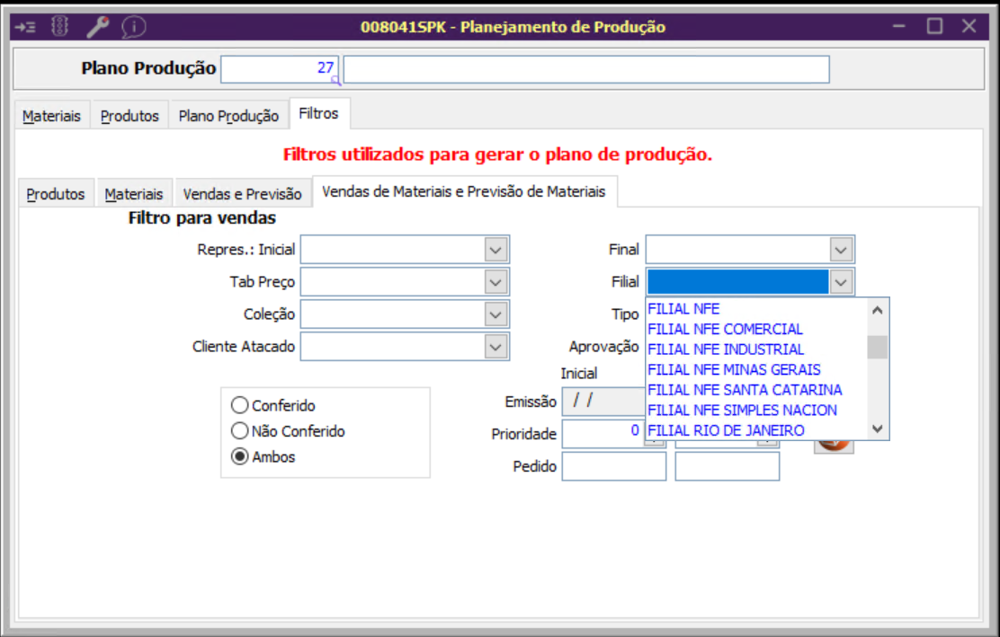 008041SPK - Planejamento de Produção
Plano Produção 27
Materiais Produtos Plano Produção Filtros
Filtros utilizados para gerar o plano de produção.
Produtos Materiais Vendas e Previsão Vendas de Materiais e Previsão de Materiais
Filtro para vendas
Repres.: Inicial Final
Tab Preço Filial
Coleção Tipo
Cliente Atacado Aprovação
FILIAL NFE
FILIAL NFE COMERCIAL
FILIAL NFE INDUSTRIAL
FILIAL NFE MINAS GERAIS
FILIAL NFE SANTA CATARINA
FILIAL NFE SIMPLES NACION
FILIAL RIO DE JANEIRO
Inicial
Conferido
Não Conferido
Ambos
Emissão / /
Prioridade 0
Pedido